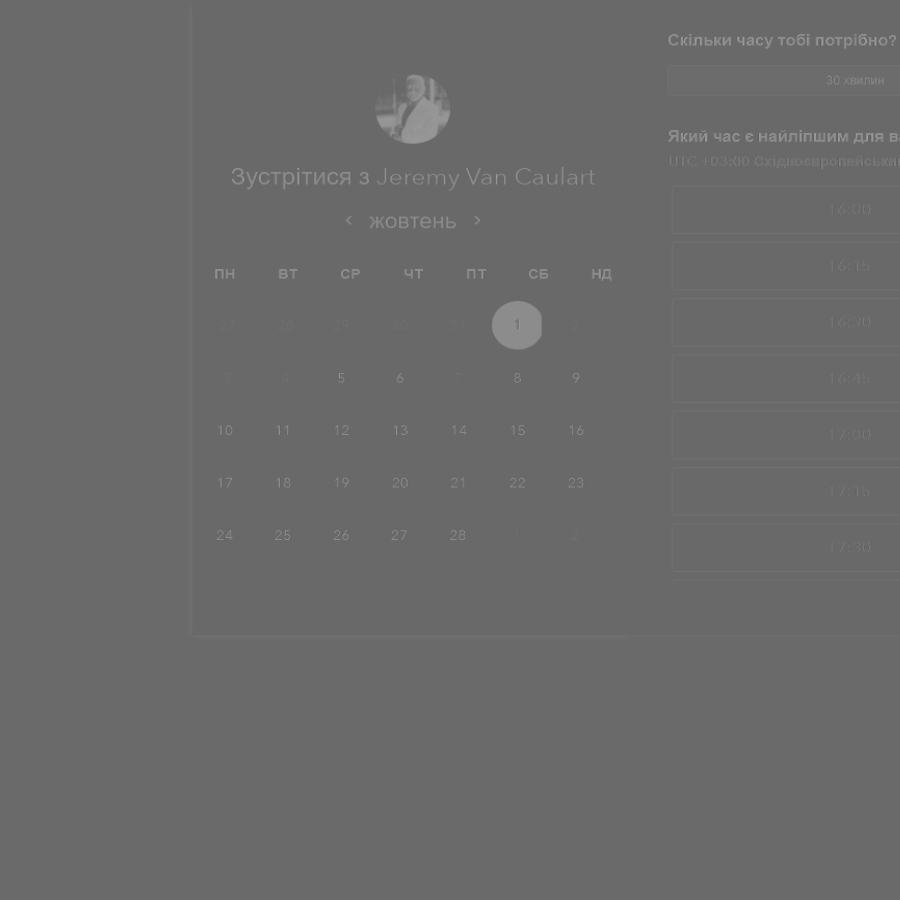 Зустрітися з Jeremy Van Caulart
жовтень
ПН ВТ СР ЧТ ПТ СБ НД
27 28 29 30 31 1 2
3 4 5 6 7 8 9
10 11 12 13 14 15 16
17 18 19 20 21 22 23
24 25 26 27 28 1 2
Скільки часу тобі потрібно?
30 хвилин
Який час є найліпшим для
UTC +03:00
16:00
16:15
16:30
16:45
17:00
17:15
17:30